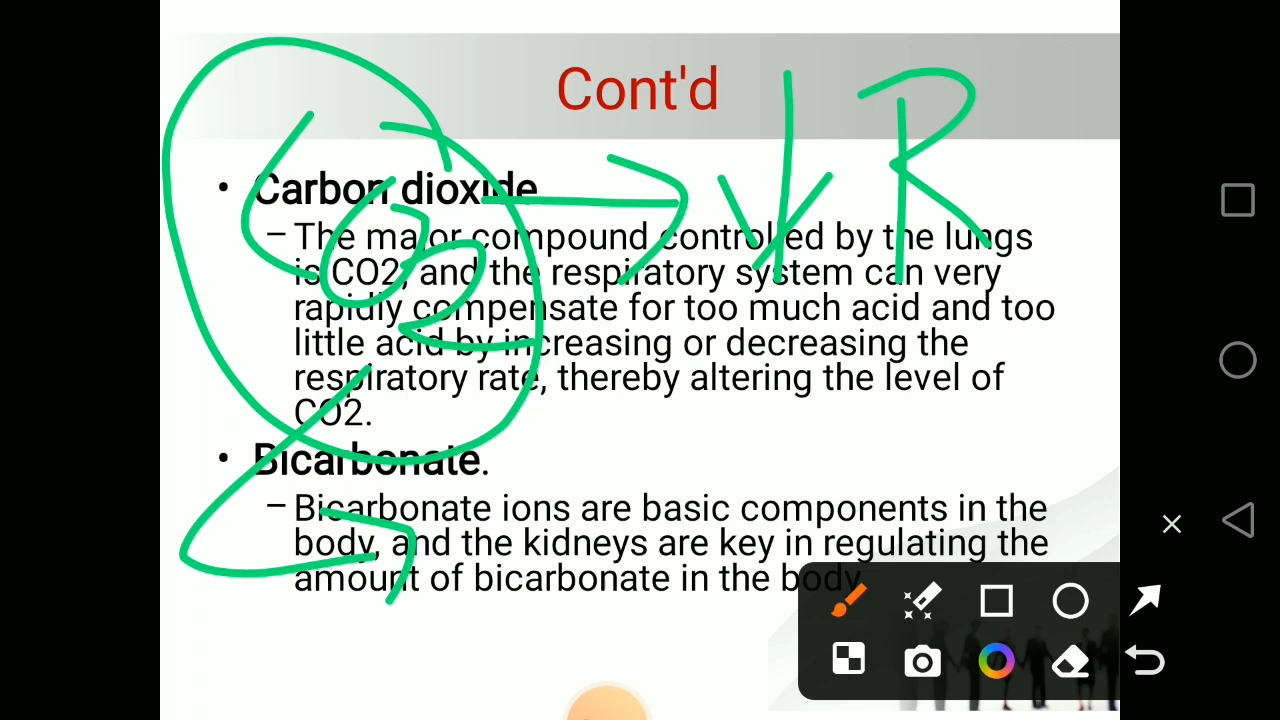 Cont'd
• Carbon dioxide
– The major compound controlled by the lungs
is CO2, and the respiratory system can very
rapidly compensate for too much acid and too
little acid by increasing or decreasing the
respiratory rate, thereby altering the level of
CO2.
• Bicarbonate.
– Bicarbonate ions are basic components in the
body, and the kidneys are key in regulating the
amount of bicarbonate in the body.
CO2 → ↓ R